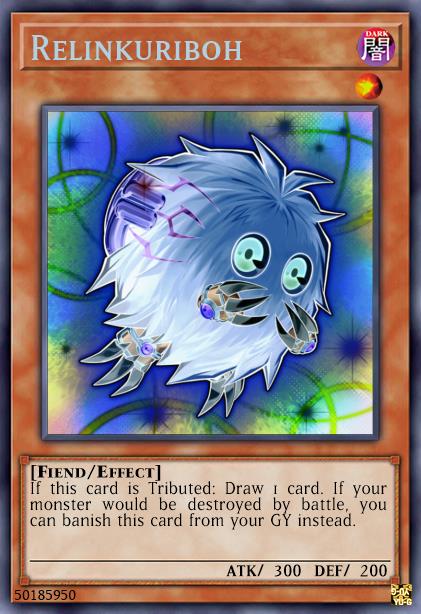 Relinkuriboh
DARK
闇
[Fiend/Effect]
If this card is Tributed: Draw 1 card. If your
monster would be destroyed by battle, you
can banish this card from your GY instead.
ATK/ 300 DEF/ 200
50185950